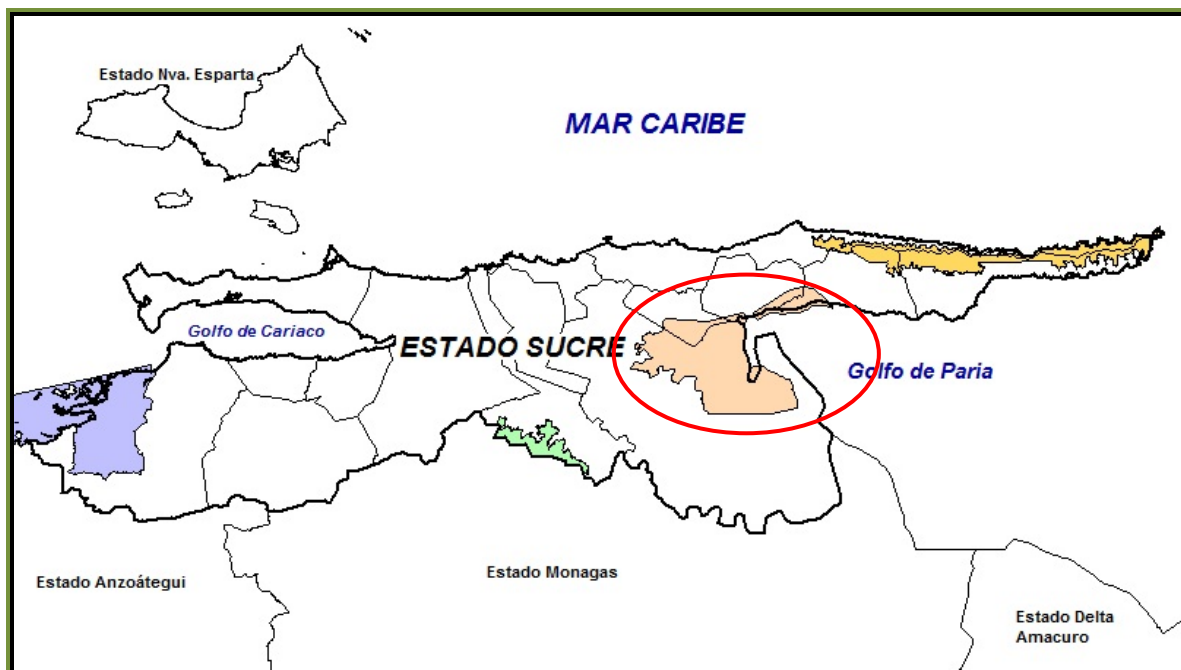 Estado Nva. Esparta
MAR CARIBE
Golfo de Cariaco
ESTADO SUCRE
Golfo de Paria
Estado Anzoátegui
Estado Monagas
Estado Delta
Amacuro